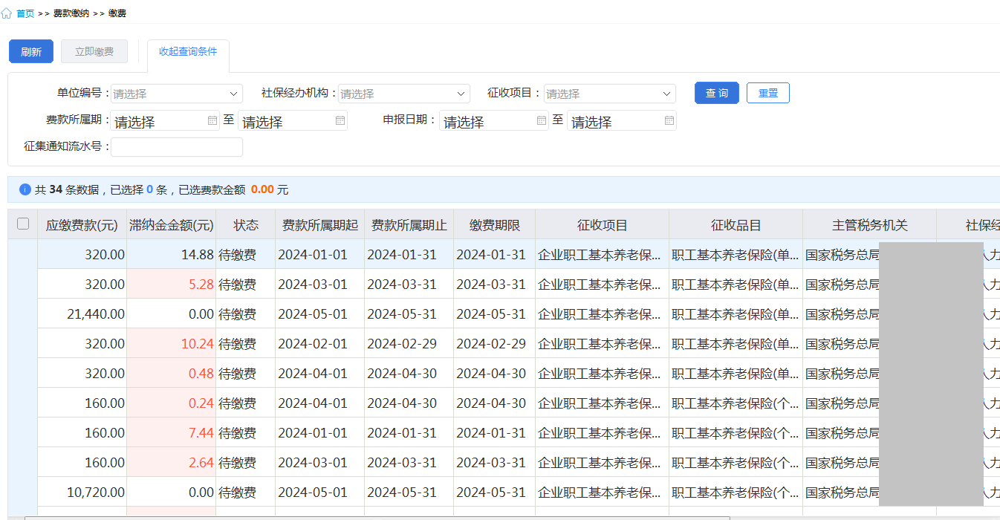 首页 >> 费款缴纳 >> 缴费
刷新 立即缴费 收起查询条件
单位编号： 请选择 社保经办机构： 请选择 征收项目： 请选择 查 询 重置
费款所属期： 请选择 至 请选择 申报日期： 请选择 至 请选择
征集通知流水号：
共 34 条数据，已选择 0 条，已选费款金额 0.00 元
应缴费款(元) 滞纳金金额(元) 状态 费款所属期起 费款所属期止 缴费期限 征收项目 征收品目 主管税务机关 社保经
320.00 14.88 待缴费 2024-01-01 2024-01-31 2024-01-31 企业职工基本养老保... 职工基本养老保险(单... 国家税务总局 人力
320.00 5.28 待缴费 2024-03-01 2024-03-31 2024-03-31 企业职工基本养老保... 职工基本养老保险(单... 国家税务总局 人力
21,440.00 0.00 待缴费 2024-05-01 2024-05-31 2024-05-31 企业职工基本养老保... 职工基本养老保险(单... 国家税务总局 人力
320.00 10.24 待缴费 2024-02-01 2024-02-29 2024-02-29 企业职工基本养老保... 职工基本养老保险(单... 国家税务总局 人力
320.00 0.48 待缴费 2024-04-01 2024-04-30 2024-04-30 企业职工基本养老保... 职工基本养老保险(单... 国家税务总局 人力
160.00 0.24 待缴费 2024-04-01 2024-04-30 2024-04-30 企业职工基本养老保... 职工基本养老保险(个... 国家税务总局 人力
160.00 7.44 待缴费 2024-01-01 2024-01-31 2024-01-31 企业职工基本养老保... 职工基本养老保险(个... 国家税务总局 人力
160.00 2.64 待缴费 2024-03-01 2024-03-31 2024-03-31 企业职工基本养老保... 职工基本养老保险(个... 国家税务总局 人力
10,720.00 0.00 待缴费 2024-05-01 2024-05-31 2024-05-31 企业职工基本养老保... 职工基本养老保险(个... 国家税务总局 人力